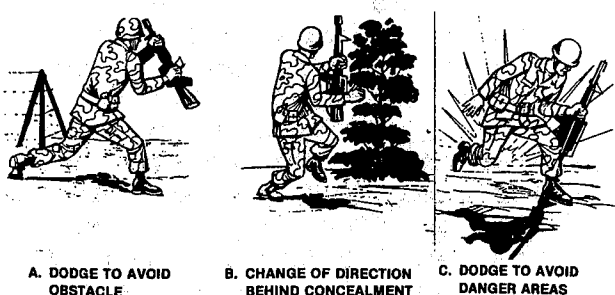 A. DODGE TO AVOID
OBSTACLE
B. CHANGE OF DIRECTION
BEHIND CONCEALMENT
C. DODGE TO AVOID
DANGER AREAS